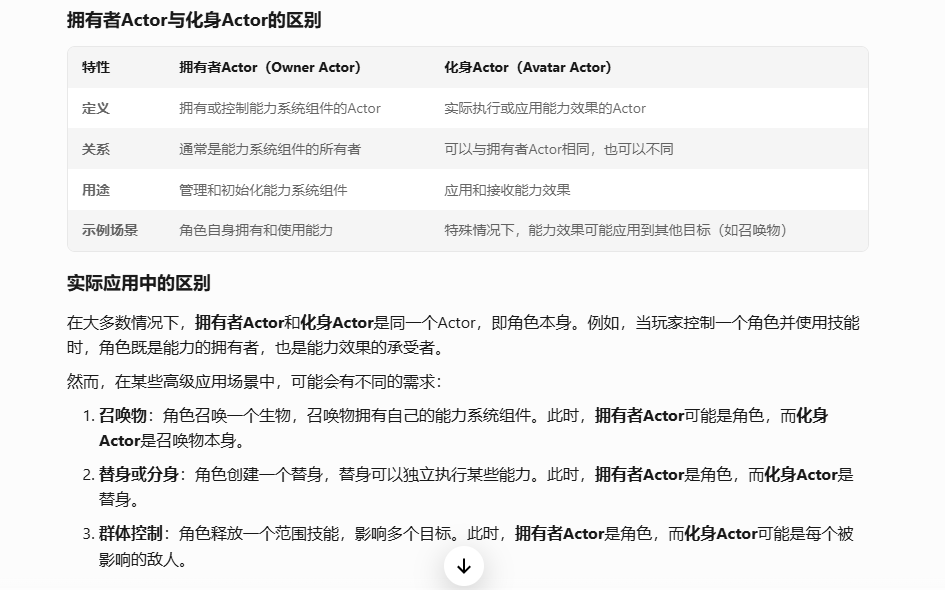 拥有者Actor与化身Actor的区别
特性 拥有者Actor（Owner Actor） 化身Actor（Avatar Actor）
定义 拥有或控制能力系统组件的Actor 实际执行或应用能力效果的Actor
关系 通常是能力系统组件的所有者 可以与拥有者Actor相同，也可以不同
用途 管理和初始化能力系统组件 应用和接收能力效果
示例场景 角色自身拥有和使用能力 特殊情况下，能力效果可能应用到其他目标（如召唤物）
实际应用中的区别
在大多数情况下，拥有者Actor和化身Actor是同一个Actor，即角色本身。例如，当玩家控制一个角色并使用技能
时，角色既是能力的拥有者，也是能力效果的承受者。
然而，在某些高级应用场景中，可能会有不同的需求：
1. 召唤物：角色召唤一个生物，召唤物拥有自己的能力系统组件。此时，拥有者Actor可能是角色，而化身
Actor是召唤物本身。
2. 替身或分身：角色创建一个替身，替身可以独立执行某些能力。此时，拥有者Actor是角色，而化身Actor是
替身。
3. 群体控制：角色释放一个范围技能，影响多个目标。此时，拥有者Actor是角色，而化身Actor可能是每个被
影响的敌人。